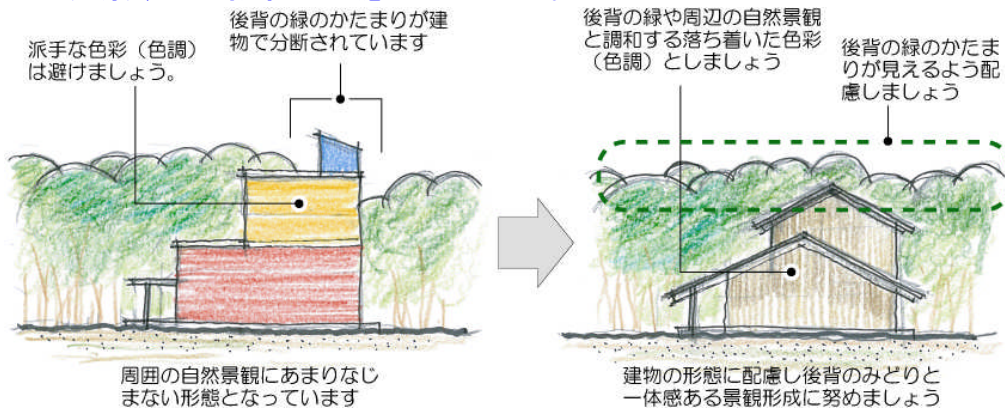 後背の緑のかたまりが建
物で分断されています
派手な色彩（色調）
は避けましょう。
周囲の自然景観にあまりなじ
まない形態となっています
後背の緑や周辺の自然景観
と調和する落ち着いた色彩
（色調）としましょう
後背の緑のかたま
りが見えるよう配
慮しましょう
建物の形態に配慮し後背のみどりと
一体感ある景観形成に努めましょう